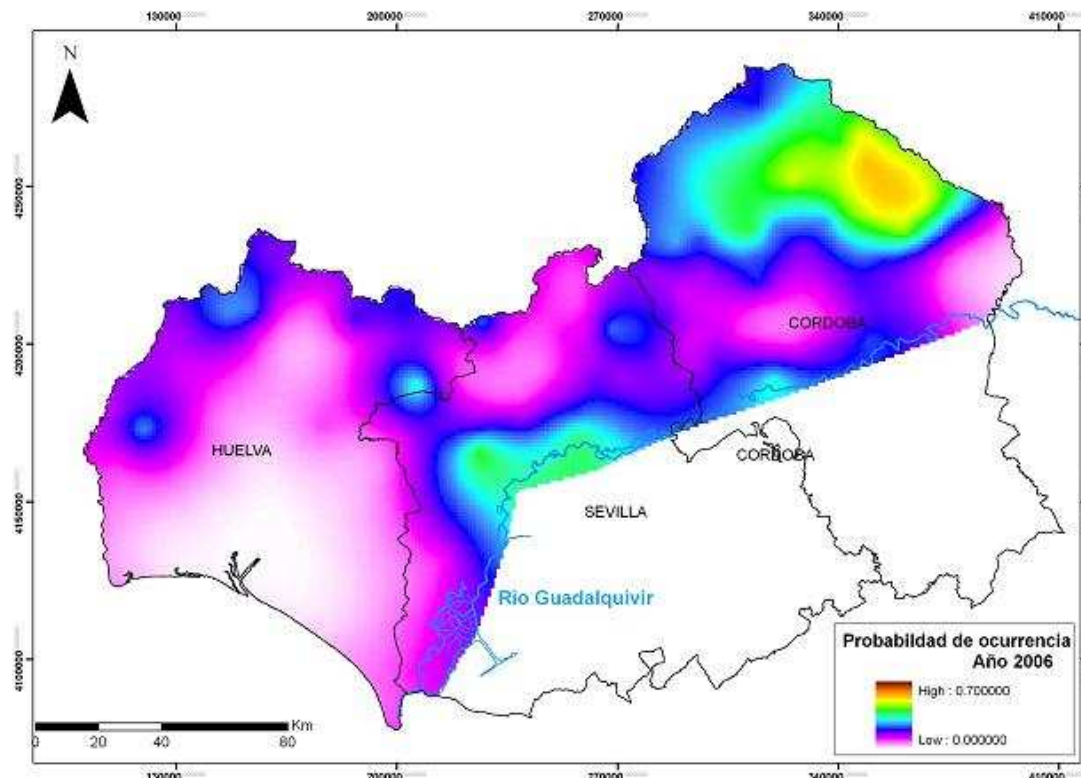 130000 200000 270000 340000 410000
N
4250000
4200000
4150000
4100000
CORDOBA
HUELVA
CORDOBA
SEVILLA
Rio Guadalquivir
Probabildad de ocurrencia
Año 2006
High : 0.700000
Low : 0.000000
Km
0 20 40 80
130000 200000 270000 340000 410000